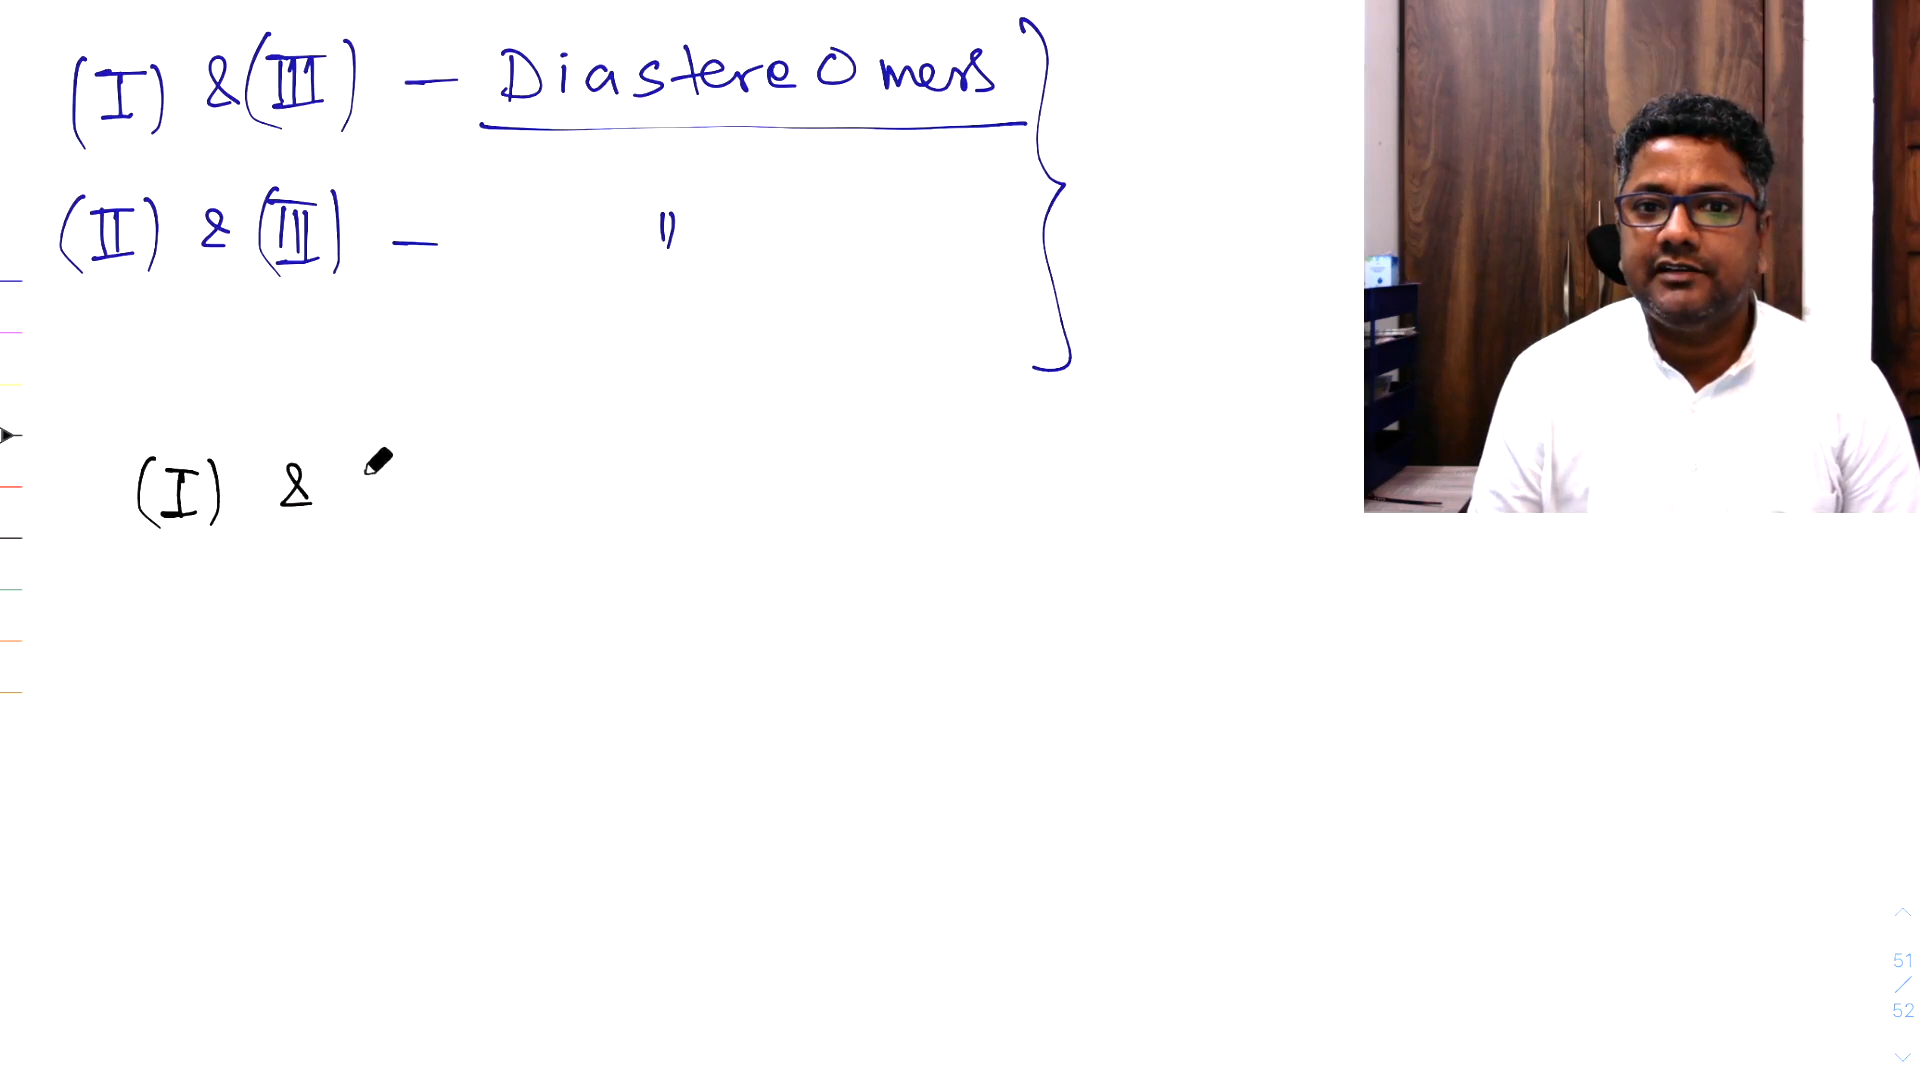 (I) & (III) — Diastereomers
(II) & (III) — "
(I) &
51
/
52